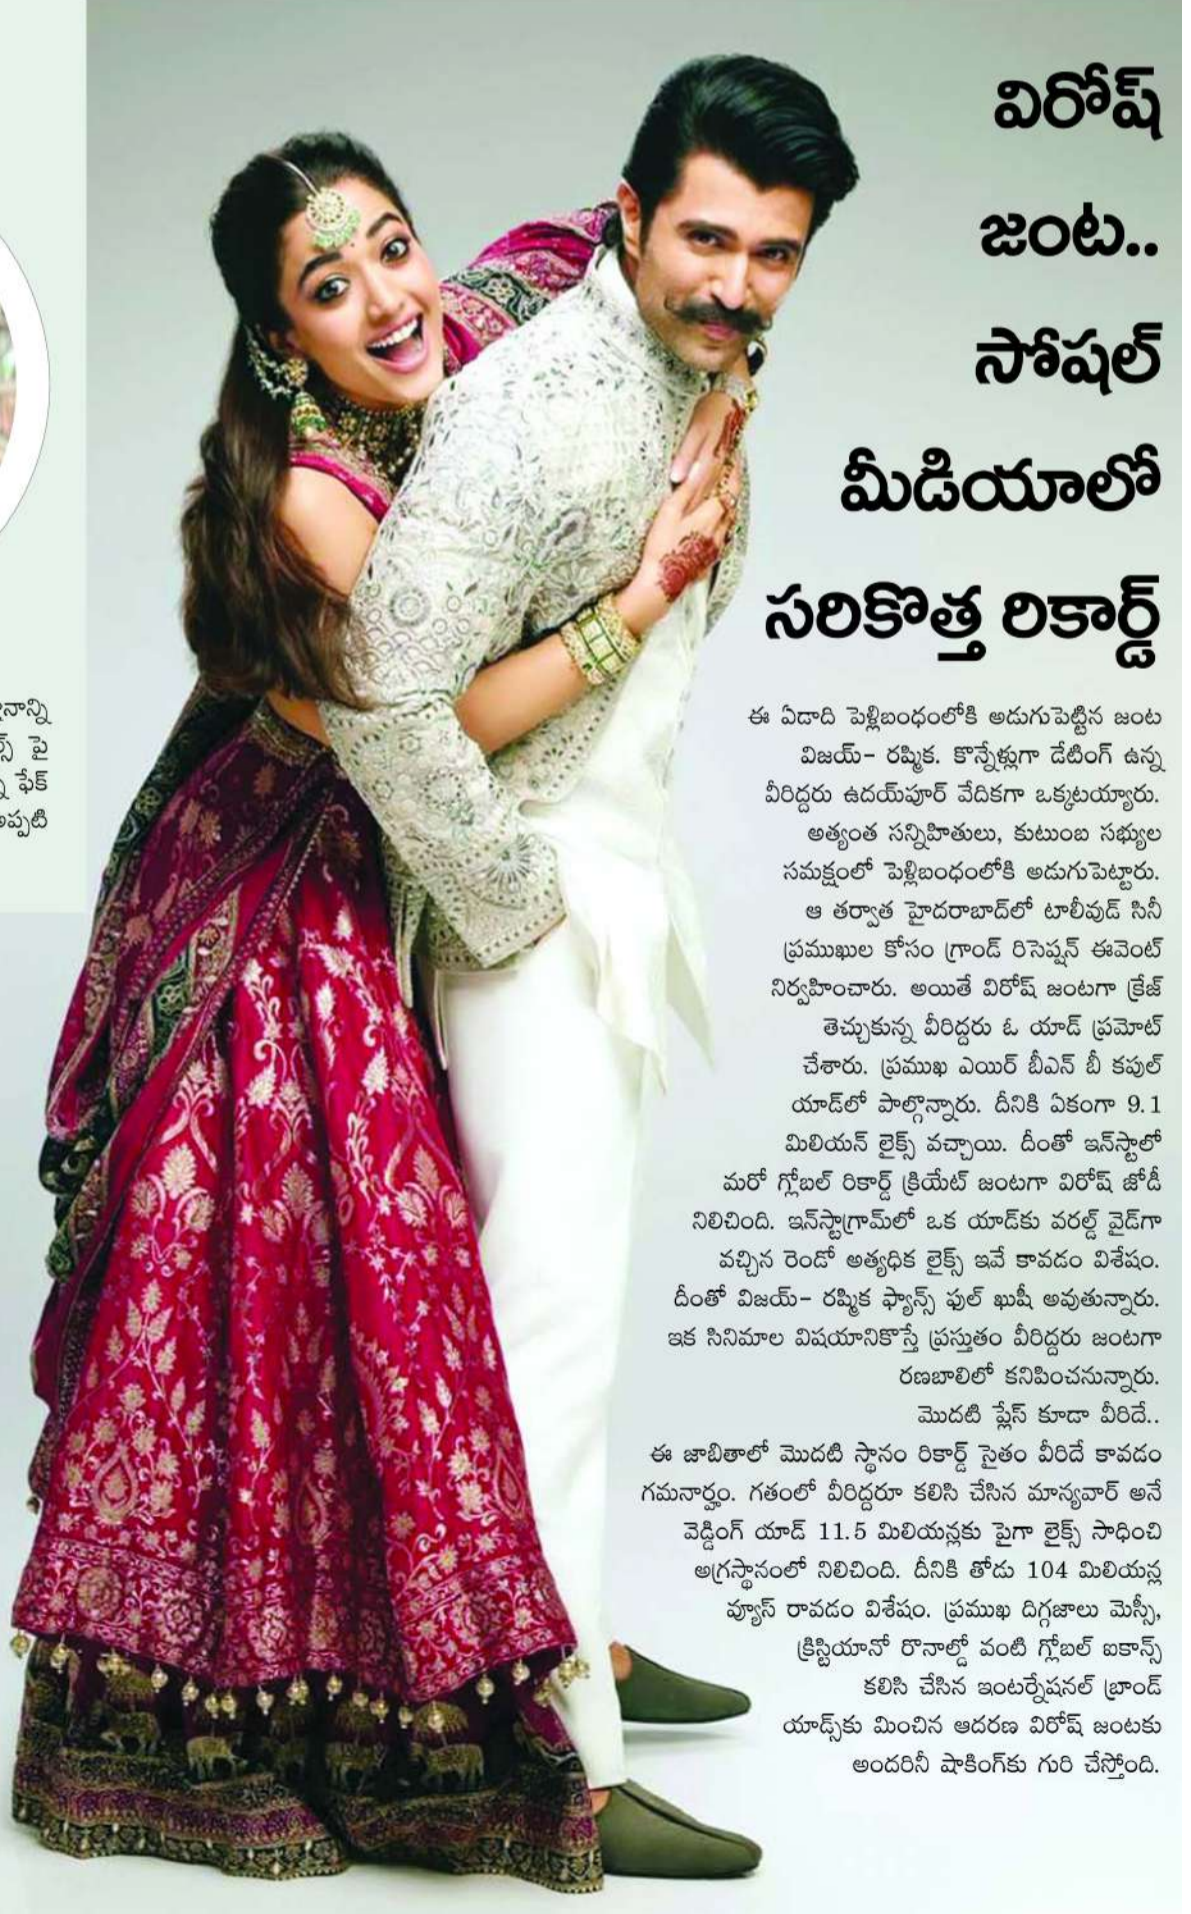 విరోష్
జంట..
సోషల్
మీడియాలో
సరికొత్త రికార్డ్
ఈ ఏడాది పెళ్లిబంధంలోకి అడుగుపెట్టిన జంట
విజయ్- రష్మిక. కొన్నేళ్లుగా డేటింగ్ ఉన్న
వీరిద్దరు ఉదయ్‌పూర్ వేదికగా ఒక్కటయ్యారు.
అత్యంత సన్నిహితులు, కుటుంబ సభ్యుల
సమక్షంలో పెళ్లిబంధంలోకి అడుగుపెట్టారు.
ఆ తర్వాత హైదరాబాద్‌లో టాలీవుడ్ సినీ
ప్రముఖుల కోసం గ్రాండ్ రిసెప్షన్ ఈవెంట్
నిర్వహించారు. అయితే విరోష్ జంటగా క్రేజ్
తెచ్చుకున్న వీరిద్దరు ఓ యాడ్ ప్రమోట్
చేశారు. ప్రముఖ ఎయిర్ బీఎన్ బీ కపుల్
యాడ్‌లో పాల్గొన్నారు. దీనికి ఏకంగా 9.1
మిలియన్ లైక్స్ వచ్చాయి. దీంతో ఇన్‌స్టాలో
మరో గ్లోబల్ రికార్డ్ క్రియేట్ జంటగా విరోష్ జోడీ
నిలిచింది. ఇన్‌స్టాగ్రామ్‌లో ఒక యాడ్‌కు వరల్డ్ వైడ్‌గా
వచ్చిన రెండో అత్యధిక లైక్స్ ఇవే కావడం విశేషం.
దీంతో విజయ్- రష్మిక ఫ్యాన్స్ ఫుల్ ఖుషీ అవుతున్నారు.
ఇక సినిమాల విషయానికొస్తే ప్రస్తుతం వీరిద్దరు జంటగా
రణబాలిలో కనిపించనున్నారు.
మొదటి ప్లేస్ కూడా వీరిదే..
ఈ జాబితాలో మొదటి స్థానం రికార్డ్ సైతం వీరిదే కావడం
గమనార్హం. గతంలో వీరిద్దరూ కలిసి చేసిన మాన్యవార్ అనే
వెడ్డింగ్ యాడ్ 11.5 మిలియన్లకు పైగా లైక్స్ సాధించి
అగ్రస్థానంలో నిలిచింది. దీనికి తోడు 104 మిలియన్ల
వ్యూస్ రావడం విశేషం. ప్రముఖ దిగ్గజాలు మెస్సీ,
క్రిస్టియానో రొనాల్డో వంటి గ్లోబల్ ఐకాన్స్
కలిసి చేసిన ఇంటర్నేషనల్ బ్రాండ్
యాడ్స్‌కు మించిన ఆదరణ విరోష్ జంటకు
అందరినీ షాకింగ్‌కు గురి చేస్తోంది.
పై
ఫేక్